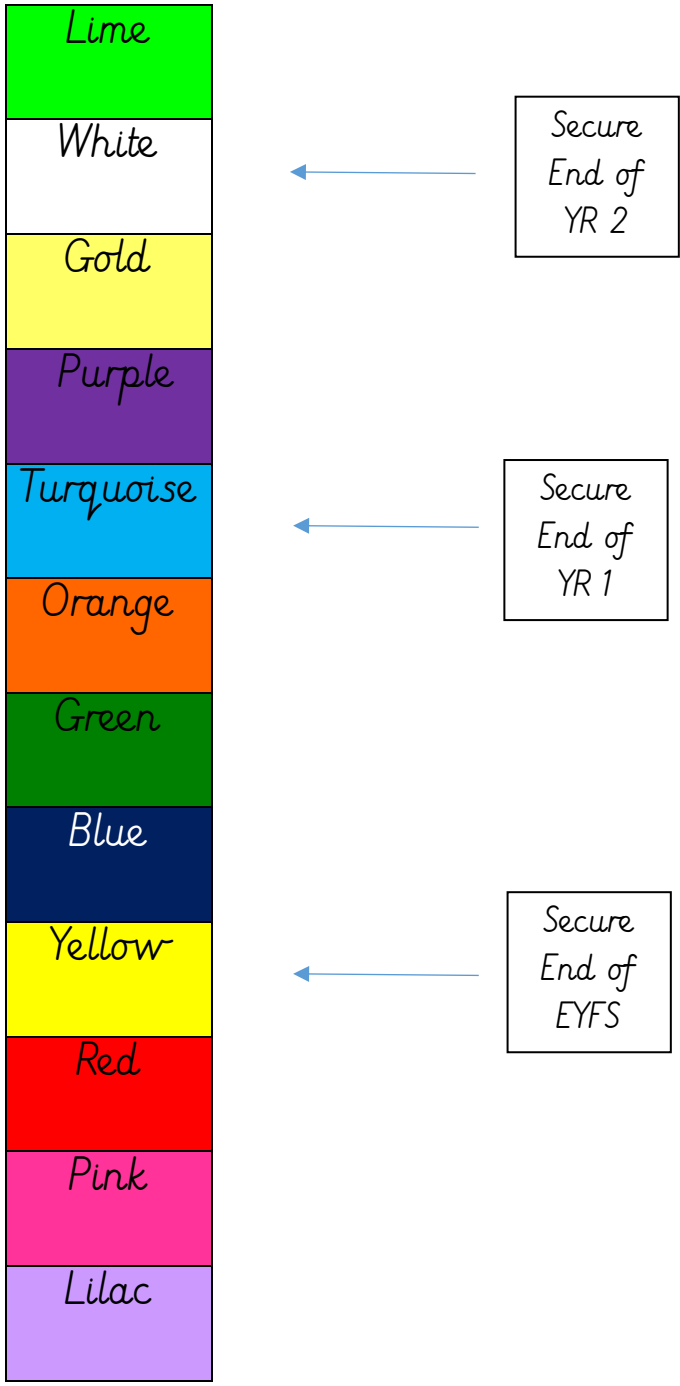 Lime
White
Secure
End of
YR 2
Gold
Purple
Turquoise
Secure
End of
YR 1
Orange
Green
Blue
Yellow
Secure
End of
EYFS
Red
Pink
Lilac